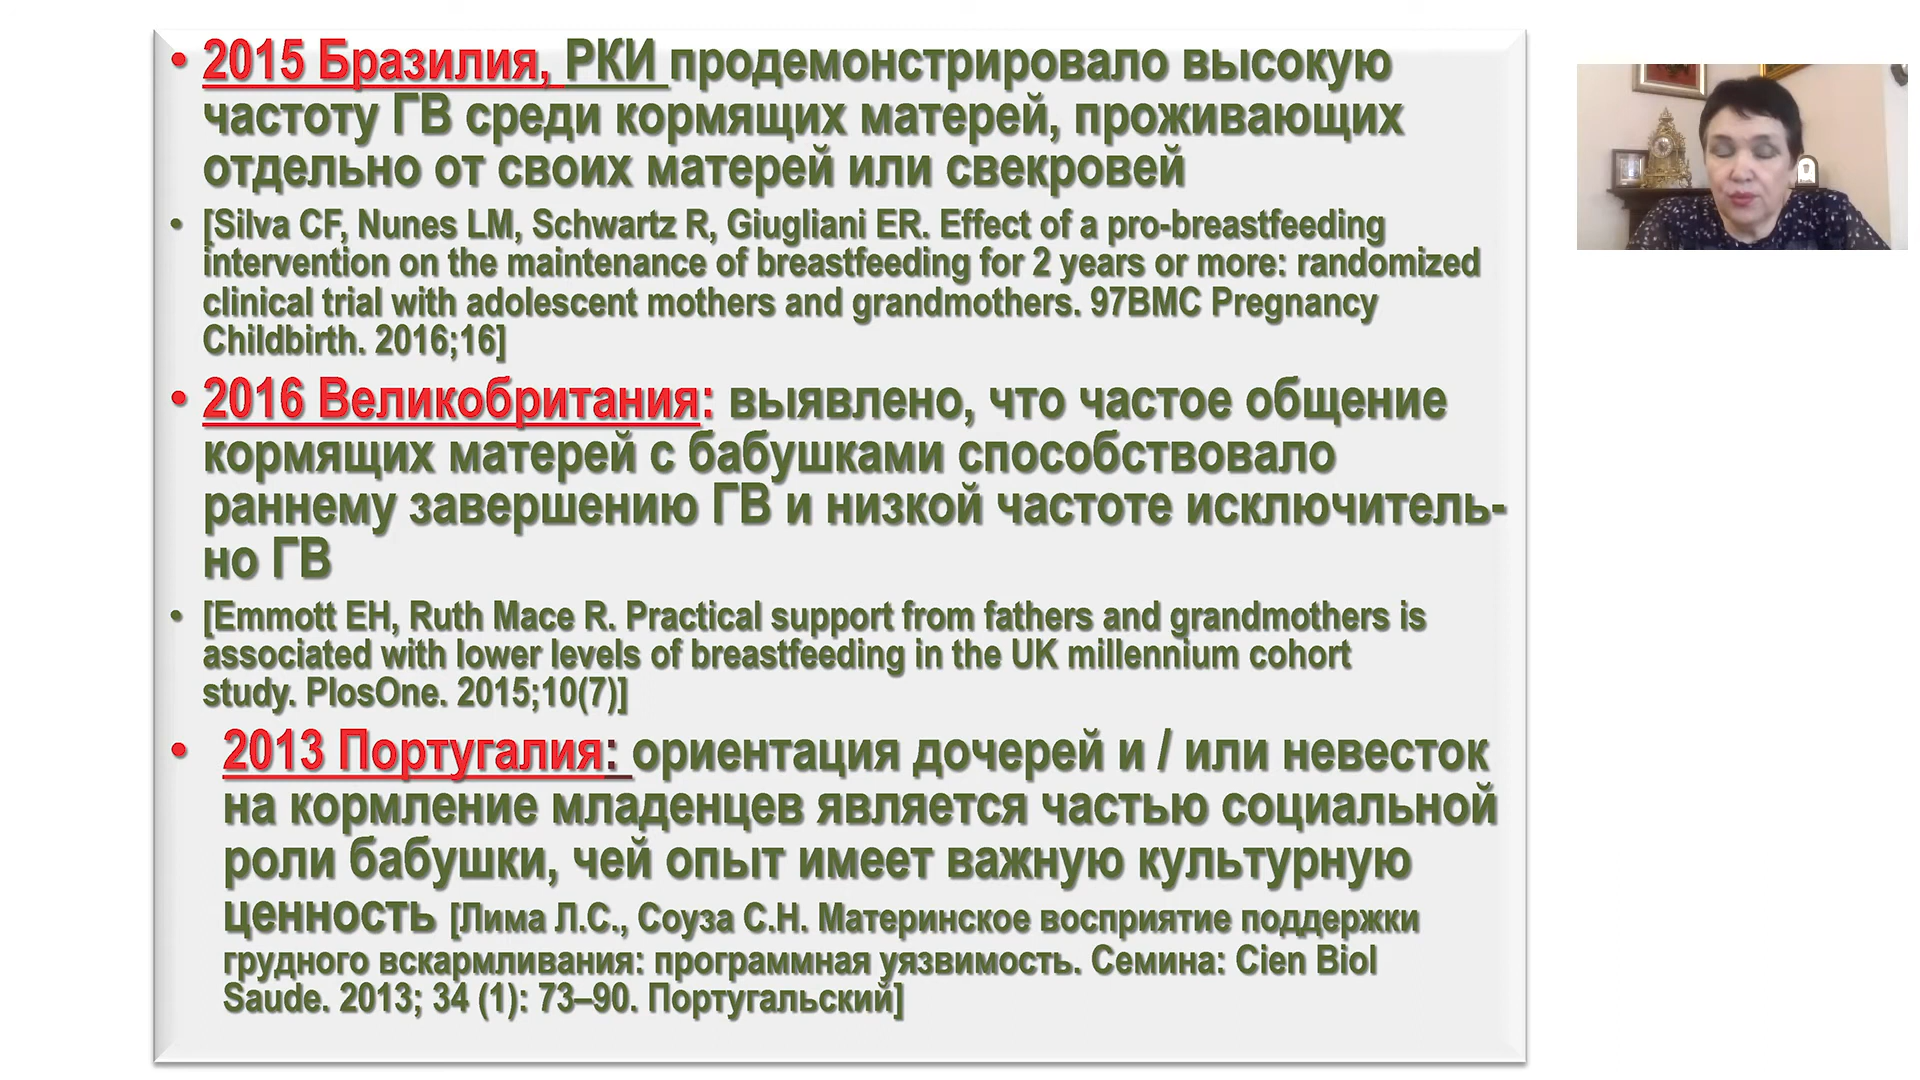 • 2015 Бразилия, РКИ продемонстрировало высокую
частоту ГВ среди кормящих матерей, проживающих
отдельно от своих матерей или свекровей
• [Silva CF, Nunes LM, Schwartz R, Giugliani ER. Effect of a pro-breastfeeding
intervention on the maintenance of breastfeeding for 2 years or more: randomized
clinical trial with adolescent mothers and grandmothers. 97BMC Pregnancy
Childbirth. 2016;16]
• 2016 Великобритания: выявлено, что частое общение
кормящих матерей с бабушками способствовало
раннему завершению ГВ и низкой частоте исключитель-
но ГВ
• [Emmott EH, Ruth Mace R. Practical support from fathers and grandmothers is
associated with lower levels of breastfeeding in the UK millennium cohort
study. PlosOne. 2015;10(7)]
• 2013 Португалия: ориентация дочерей и / или невесток
на кормление младенцев является частью социальной
роли бабушки, чей опыт имеет важную культурную
ценность [Лима Л.С., Соуза С.Н. Материнское восприятие поддержки
грудного вскармливания: программная уязвимость. Семина: Cien Biol
Saude. 2013; 34 (1): 73–90. Португальский]